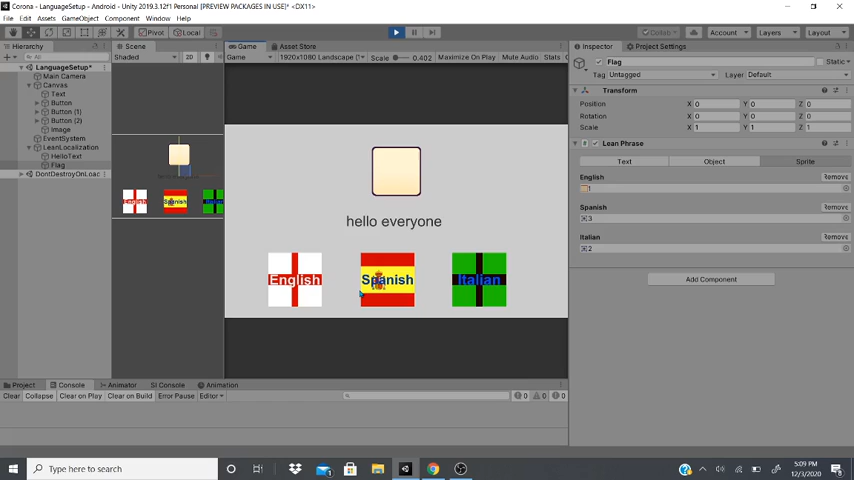 Corona - LanguageSetup - Android - Unity 2019.3.12f1 Personal [PREVIEW PACKAGES IN USE]* <DX11>
File Edit Assets GameObject Component Window Help
Pivot Local Collab Account Layers Layout
Hierarchy
All
LanguageSetup*
Main Camera
Canvas
Text
Button
Button (1)
Button (2)
Image
EventSystem
LeanLocalization
HelloText
Flag
DontDestroyOnLoad
Scene
Shaded 2D
English Spanish Italian
Game Asset Store
Game 1920x1080 Landscape ( Scale 0.402 Maximize On Play Mute Audio Stats
hello everyone
English Spanish Italian
Inspector Project Settings
Flag Static
Tag Untagged Layer Default
Transform
Position X 0 Y 0 Z 0
Rotation X 0 Y 0 Z 0
Scale X 1 Y 1 Z 1
Lean Phrase
Text Object Sprite
English Remove
1
Spanish Remove
3
Italian Remove
2
Add Component
Project Console Animator Console Animation
Clear Collapse Clear on Play Clear on Build Error Pause Editor 0 0 0
Type here to search
5:09 PM
12/3/2020